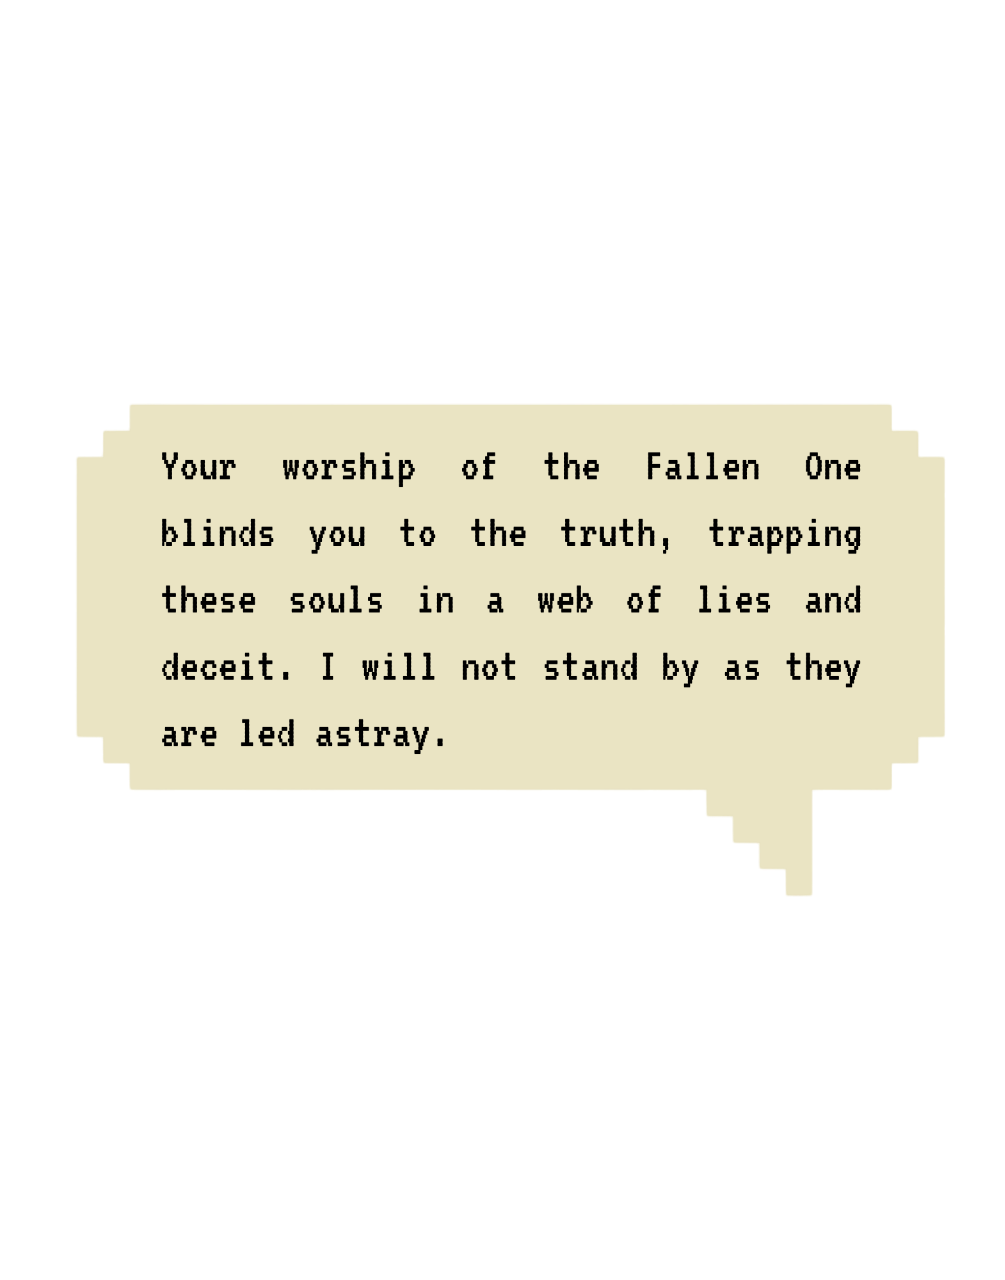 Your worship of the Fallen One
blinds you to the truth, trapping
these souls in a web of lies and
deceit. I will not stand by as they
are led astray.